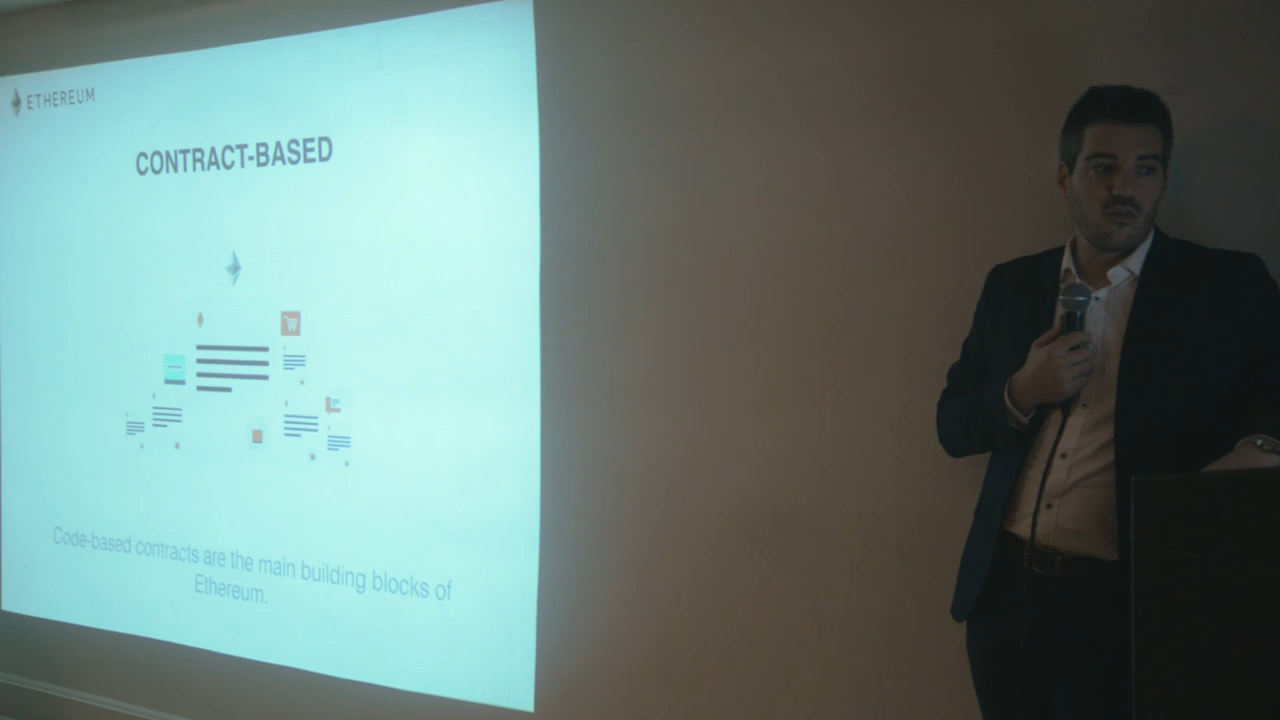 ETHEREUM
CONTRACT-BASED
Code-based contracts are the main building blocks of
Ethereum.